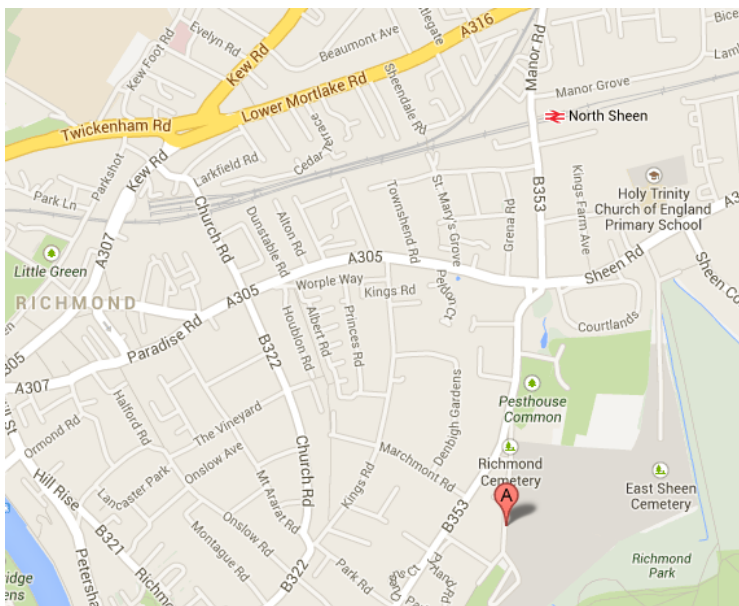 A316
Manor Rd
Kew Foot Rd
Evelyn Rd
Beaumont Ave
Kew Rd
Lower Mortlake Rd
Sheendale Rd
Manor Grove
Twickenham Rd
North Sheen
Cedar Terrace
Parkshot
Kew Rd
Larkfield Rd
Park Ln
Church Rd
Townshend Rd
St. Mary's Grove
Grena Rd
B353
Kings Farm Ave
Holy Trinity
Church of England
Primary School
A307
Dunstable Rd
Alton Rd
A305
Sheen Rd
Little Green
RICHMOND
A305
Worple Way
Kings Rd
Peldon Ct
Courtlands
Paradise Rd
Houblon Rd
Albert Rd
Princes Rd
B322
A307
Halford Rd
The Vineyard
Denbigh Gardens
Pesthouse
Common
Ormond Rd
Onslow Ave
Church Rd
Marchmont Rd
Kings Rd
Richmond
Cemetery
Hill Rise
Lancaster Park
Mt Ararat Rd
A
East Sheen
Cemetery
B353
B321
Onslow Rd
Montague Rd
B322
Park Rd
Richmond
Park